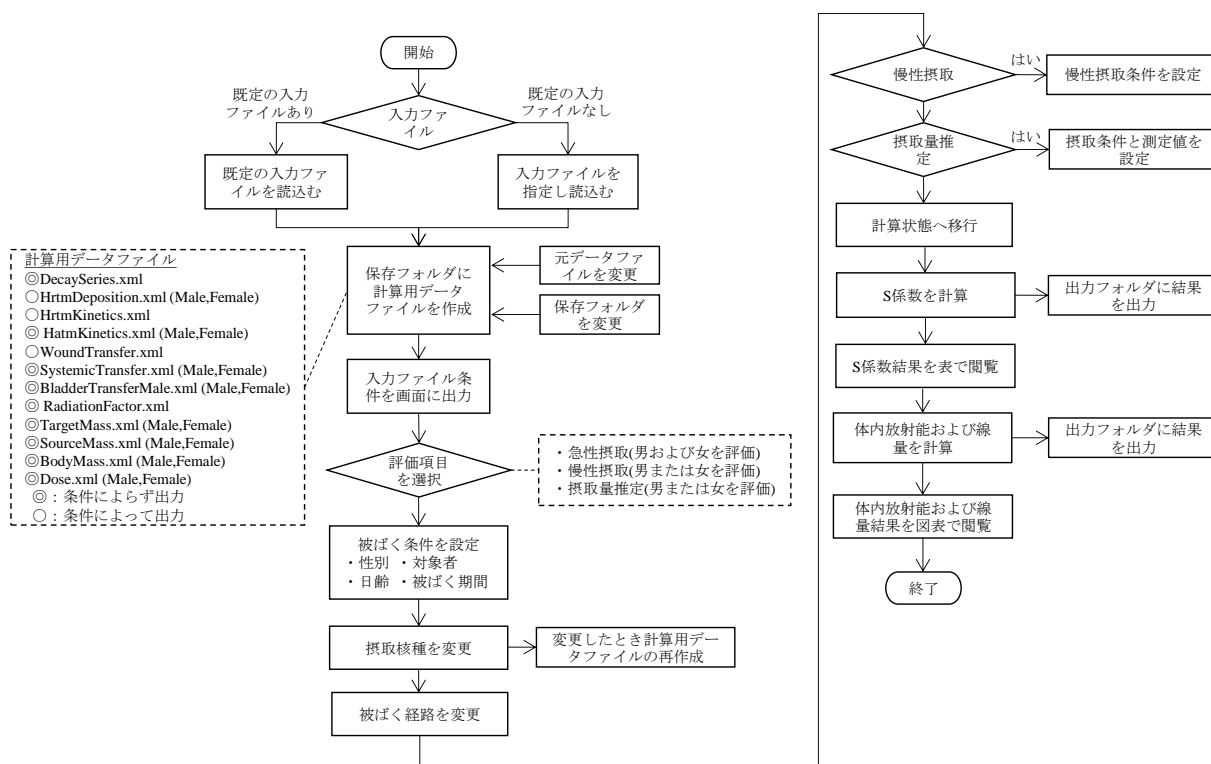 開始
既定の入力
ファイルあり
既定の入力
ファイルなし
入力ファ
イル
既定の入力ファ
イルを読込む
入力ファイルを
指定し読込む
計算用データファイル
◎DecaySeries.xml
○HrtmDeposition.xml (Male,Female)
○HrtmKinetics.xml
◎ HatmKinetics.xml (Male,Female)
○WoundTransfer.xml
◎SystemicTransfer.xml (Male,Female)
◎BladderTransferMale.xml (Male,Female)
◎ RadiationFactor.xml
◎TargetMass.xml (Male,Female)
◎SourceMass.xml (Male,Female)
◎BodyMass.xml (Male,Female)
◎Dose.xml (Male,Female)
◎：条件によらず出力
○：条件によって出力
保存フォルダに
計算用データ
ファイルを作成
元データファ
イルを変更
保存フォルダ
を変更
入力ファイル条
件を画面に出力
評価項目
を選択
・急性摂取(男および女を評価)
・慢性摂取(男または女を評価)
・摂取量推定(男または女を評価)
被ばく条件を設定
・性別 ・対象者
・日齢 ・被ばく期間
摂取核種を変更
変更したとき計算用デー
タファイルの再作成
被ばく経路を変更
慢性摂取
はい
慢性摂取条件を設定
摂取量推
定
はい
摂取条件と測定値を
設定
計算状態へ移行
S係数を計算
出力フォルダに結果
を出力
S係数結果を表で閲覧
体内放射能および線
量を計算
出力フォルダに結果
を出力
体内放射能および線
量結果を図表で閲覧
終了